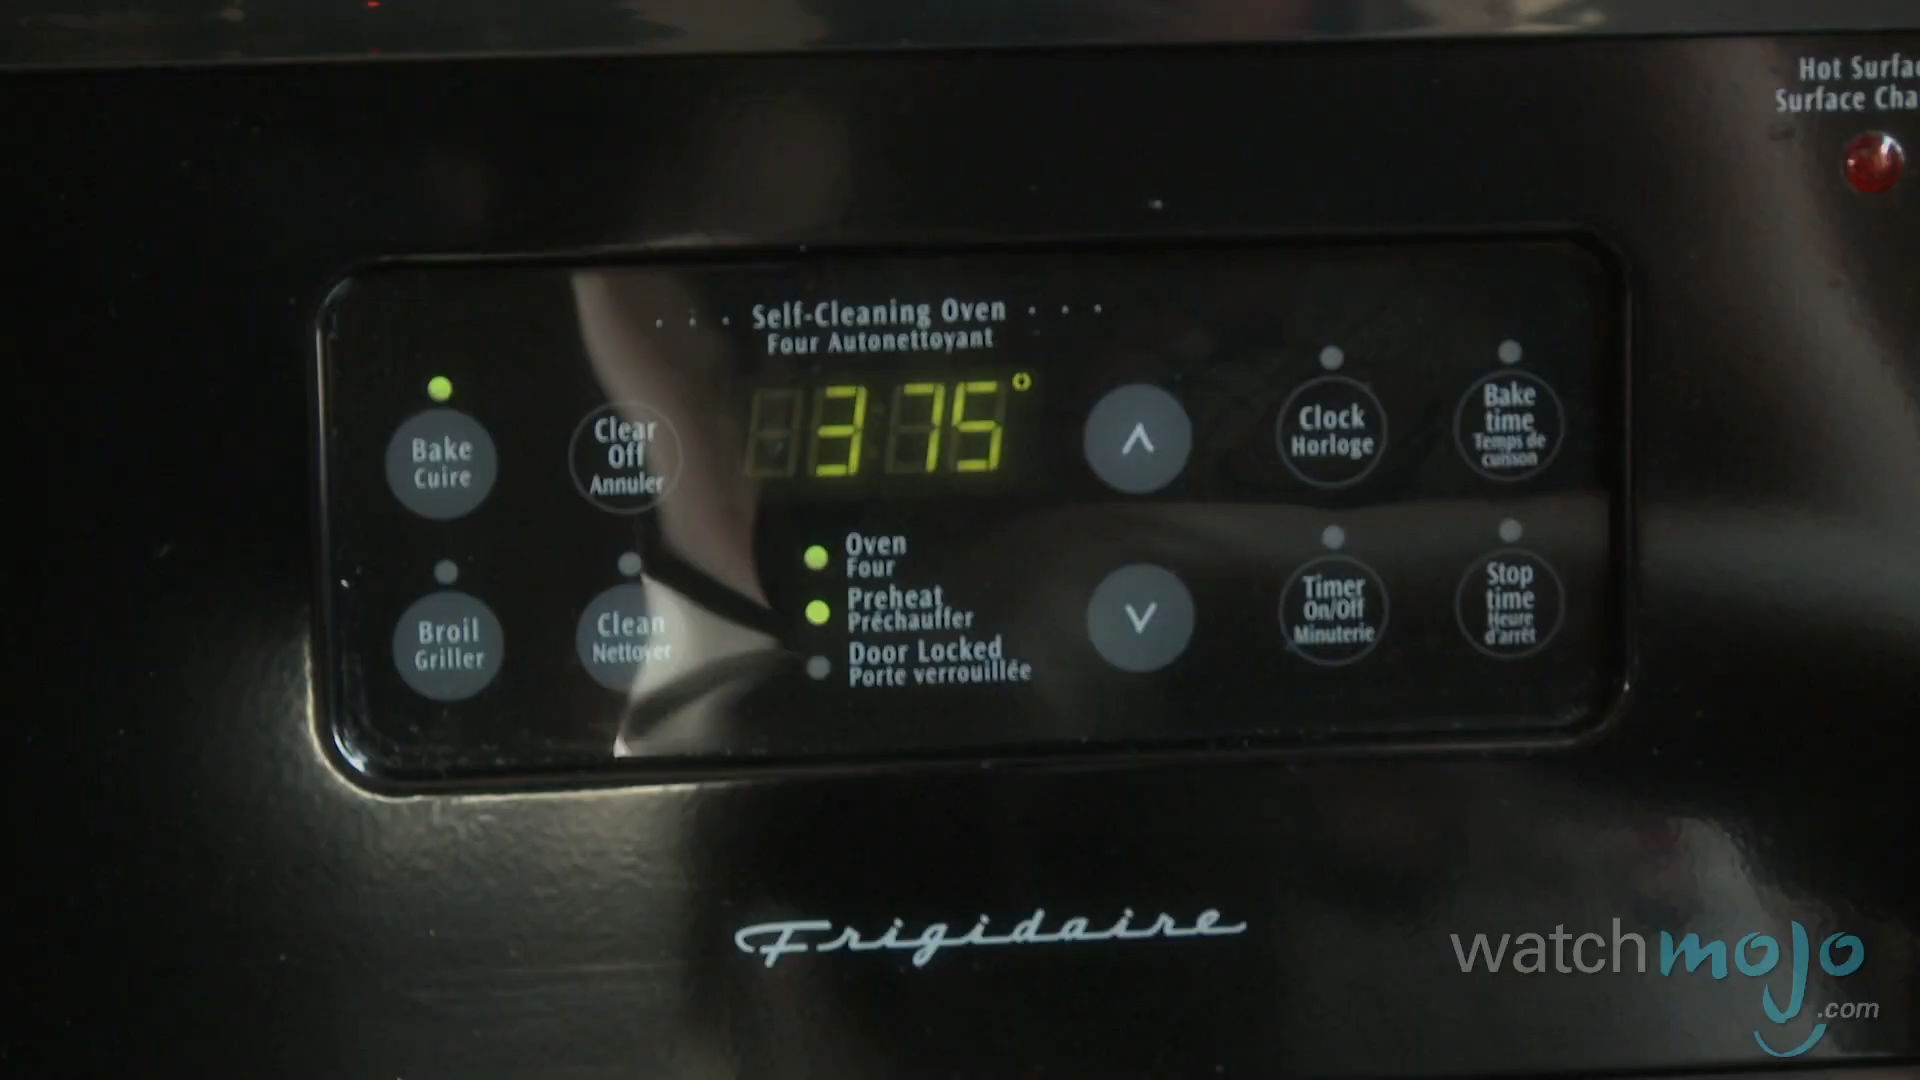 Hot
Surface
Self-Cleaning Oven
Four Autonettoyant
375°
Bake
Cuire
Clear
Off
Annuler
Clock
Horloge
Bake
time
Temps de
cuisson
Oven
Four
Preheat
Préchauffer
Door Locked
Porte verrouillée
Broil
Griller
Clean
Nettoyer
Timer
On/Off
Minuterie
Stop
time
Heure
d'arrêt
Frigidaire
watchmojo
.com